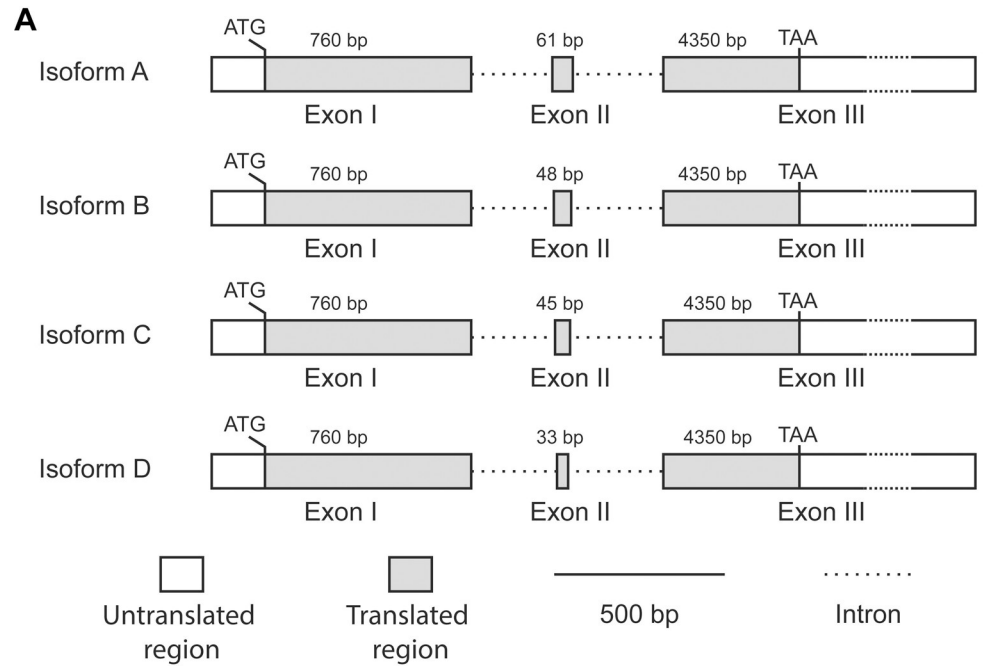 A
ATG 760 bp 61 bp 4350 bp TAA
Isoform A
Exon I Exon II Exon III
ATG 760 bp 48 bp 4350 bp TAA
Isoform B
Exon I Exon II Exon III
ATG 760 bp 45 bp 4350 bp TAA
Isoform C
Exon I Exon II Exon III
ATG 760 bp 33 bp 4350 bp TAA
Isoform D
Exon I Exon II Exon III
Untranslated region
Translated region
500 bp
Intron